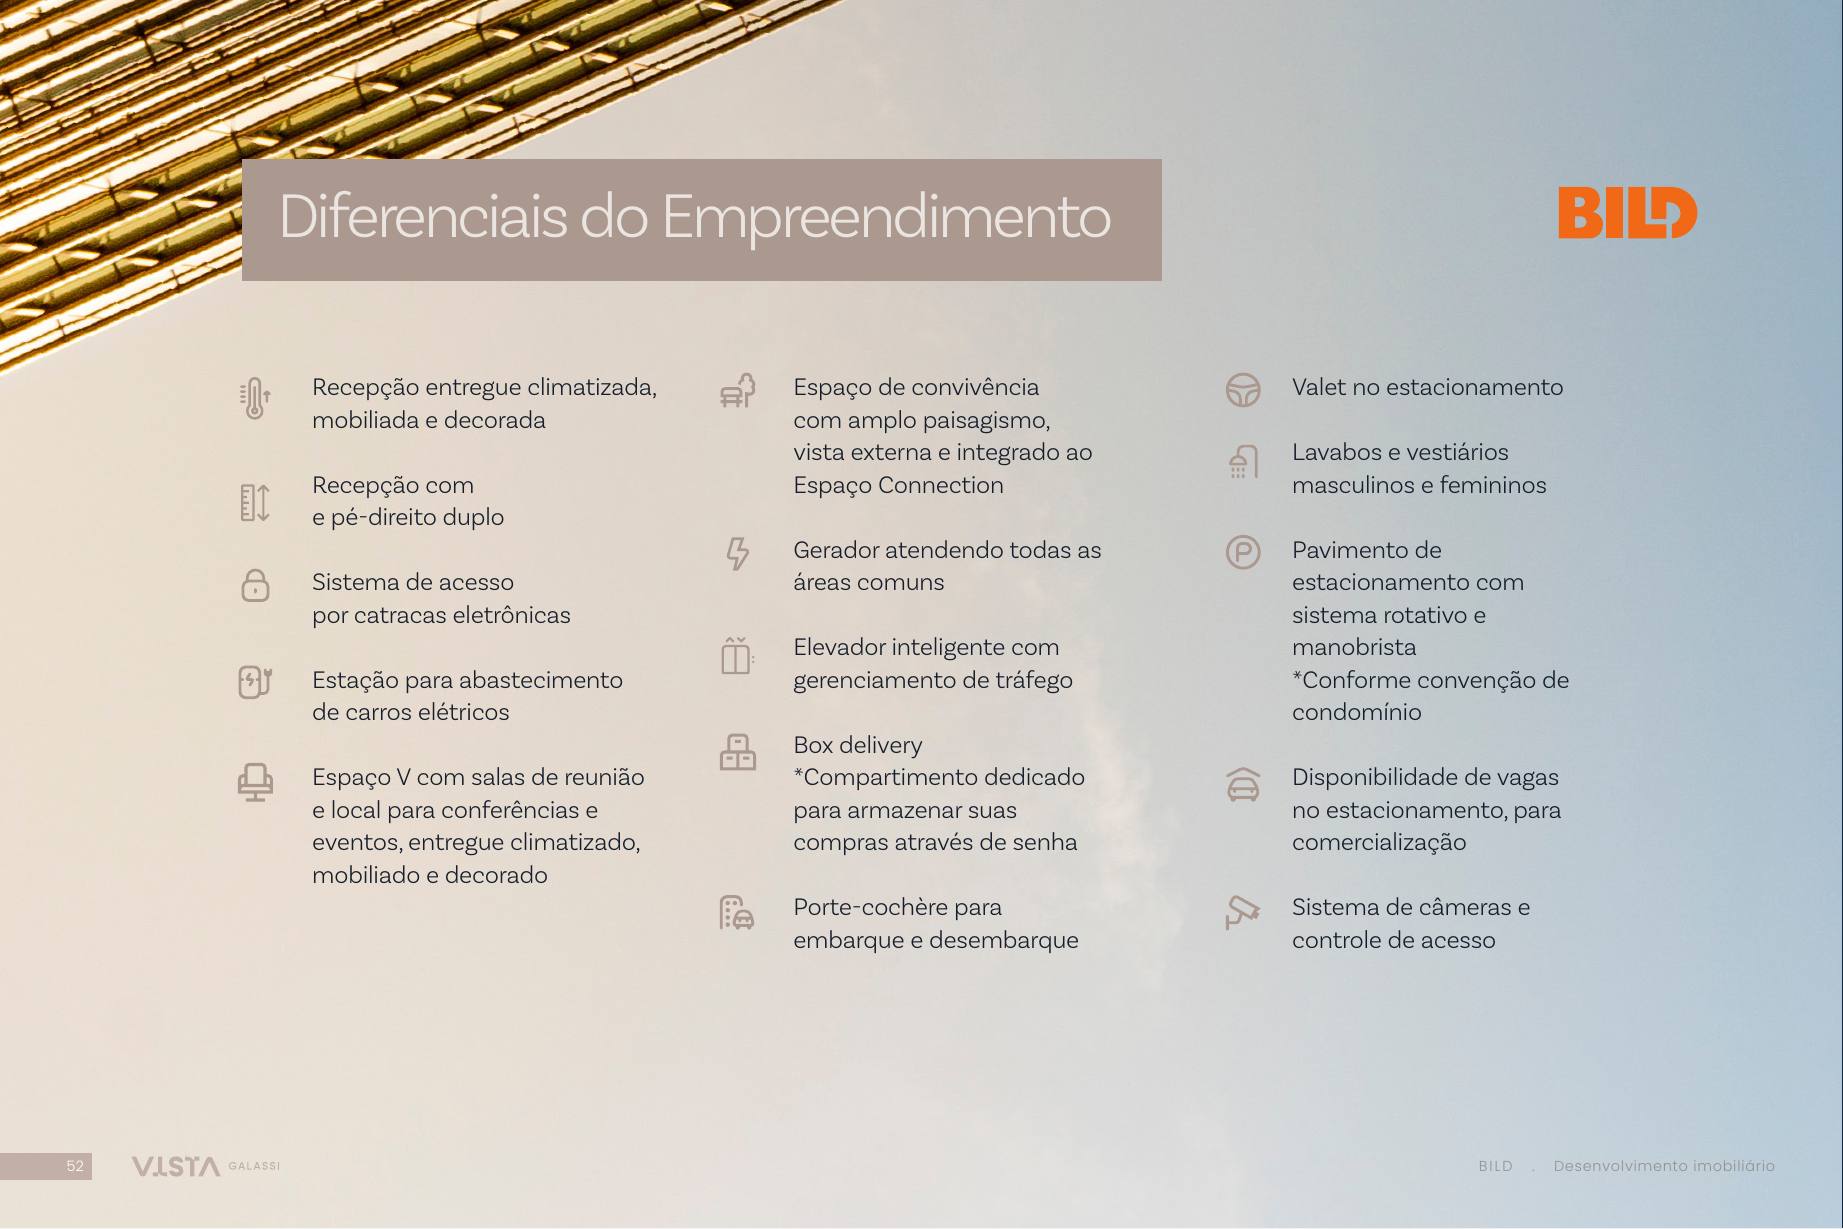 Diferenciais do Empreendimento
BILD
Recepção entregue climatizada,
mobiliada e decorada
Recepção com
e pé-direito duplo
Sistema de acesso
por catracas eletrônicas
Estação para abastecimento
de carros elétricos
Espaço V com salas de reunião
e local para conferências e
eventos, entregue climatizado,
mobiliado e decorado
Espaço de convivência
com amplo paisagismo,
vista externa e integrado ao
Espaço Connection
Gerador atendendo todas as
áreas comuns
Elevador inteligente com
gerenciamento de tráfego
Box delivery
*Compartimento dedicado
para armazenar suas
compras através de senha
Porte-cochère para
embarque e desembarque
Valet no estacionamento
Lavabos e vestiários
masculinos e femininos
P
Pavimento de
estacionamento com
sistema rotativo e
manobrista
*Conforme convenção de
condomínio
Disponibilidade de vagas
no estacionamento, para
comercialização
Sistema de câmeras e
controle de acesso
52
VISTA GALASSI
BILD . Desenvolvimento imobiliário